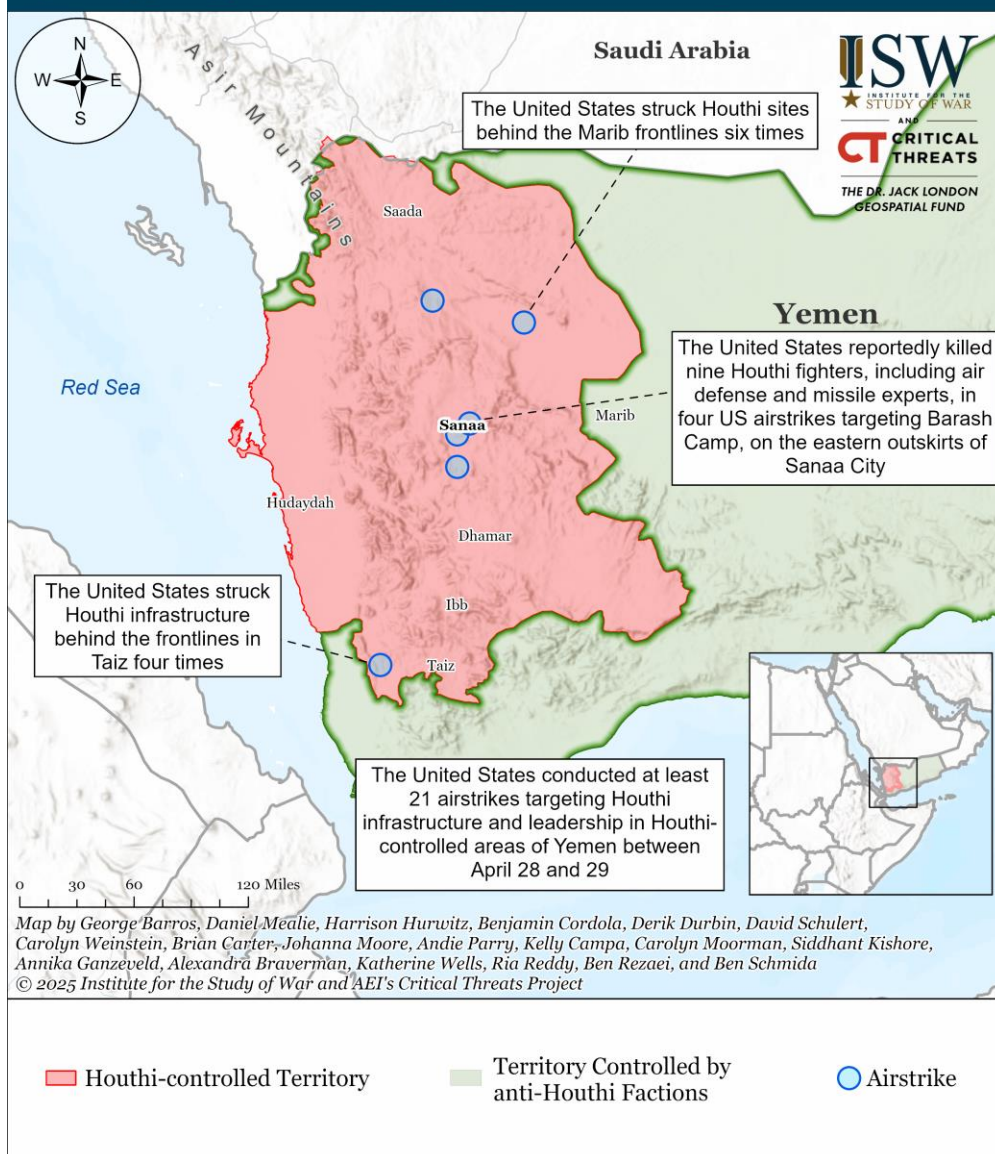 N
W
E
S
Asir Mountains
Saudi Arabia
ISW
INSTITUTE FOR THE
STUDY OF WAR
AND
CT CRITICAL
THREATS
THE DR. JACK LONDON
GEOSPATIAL FUND
The United States struck Houthi sites
behind the Marib frontlines six times
Saada
Yemen
The United States reportedly killed
nine Houthi fighters, including air
defense and missile experts, in
four US airstrikes targeting Barash
Camp, on the eastern outskirts of
Sanaa City
Red Sea
Marib
Sanaa
Hudaydah
Dhamar
The United States struck
Houthi infrastructure
behind the frontlines in
Taiz four times
Ibb
Taiz
The United States conducted at least
21 airstrikes targeting Houthi
infrastructure and leadership in Houthi-
controlled areas of Yemen between
April 28 and 29
0 30 60 120 Miles
Map by George Barros, Daniel Mealie, Harrison Hurwitz, Benjamin Cordola, Derik Durbin, David Schulert,
Carolyn Weinstein, Brian Carter, Johanna Moore, Andie Parry, Kelly Campa, Carolyn Moorman, Siddhant Kishore,
Annika Ganzeveld, Alexandra Braverman, Katherine Wells, Ria Reddy, Ben Rezaei, and Ben Schmida
© 2025 Institute for the Study of War and AEI's Critical Threats Project
Houthi-controlled Territory
Territory Controlled by
anti-Houthi Factions
Airstrike